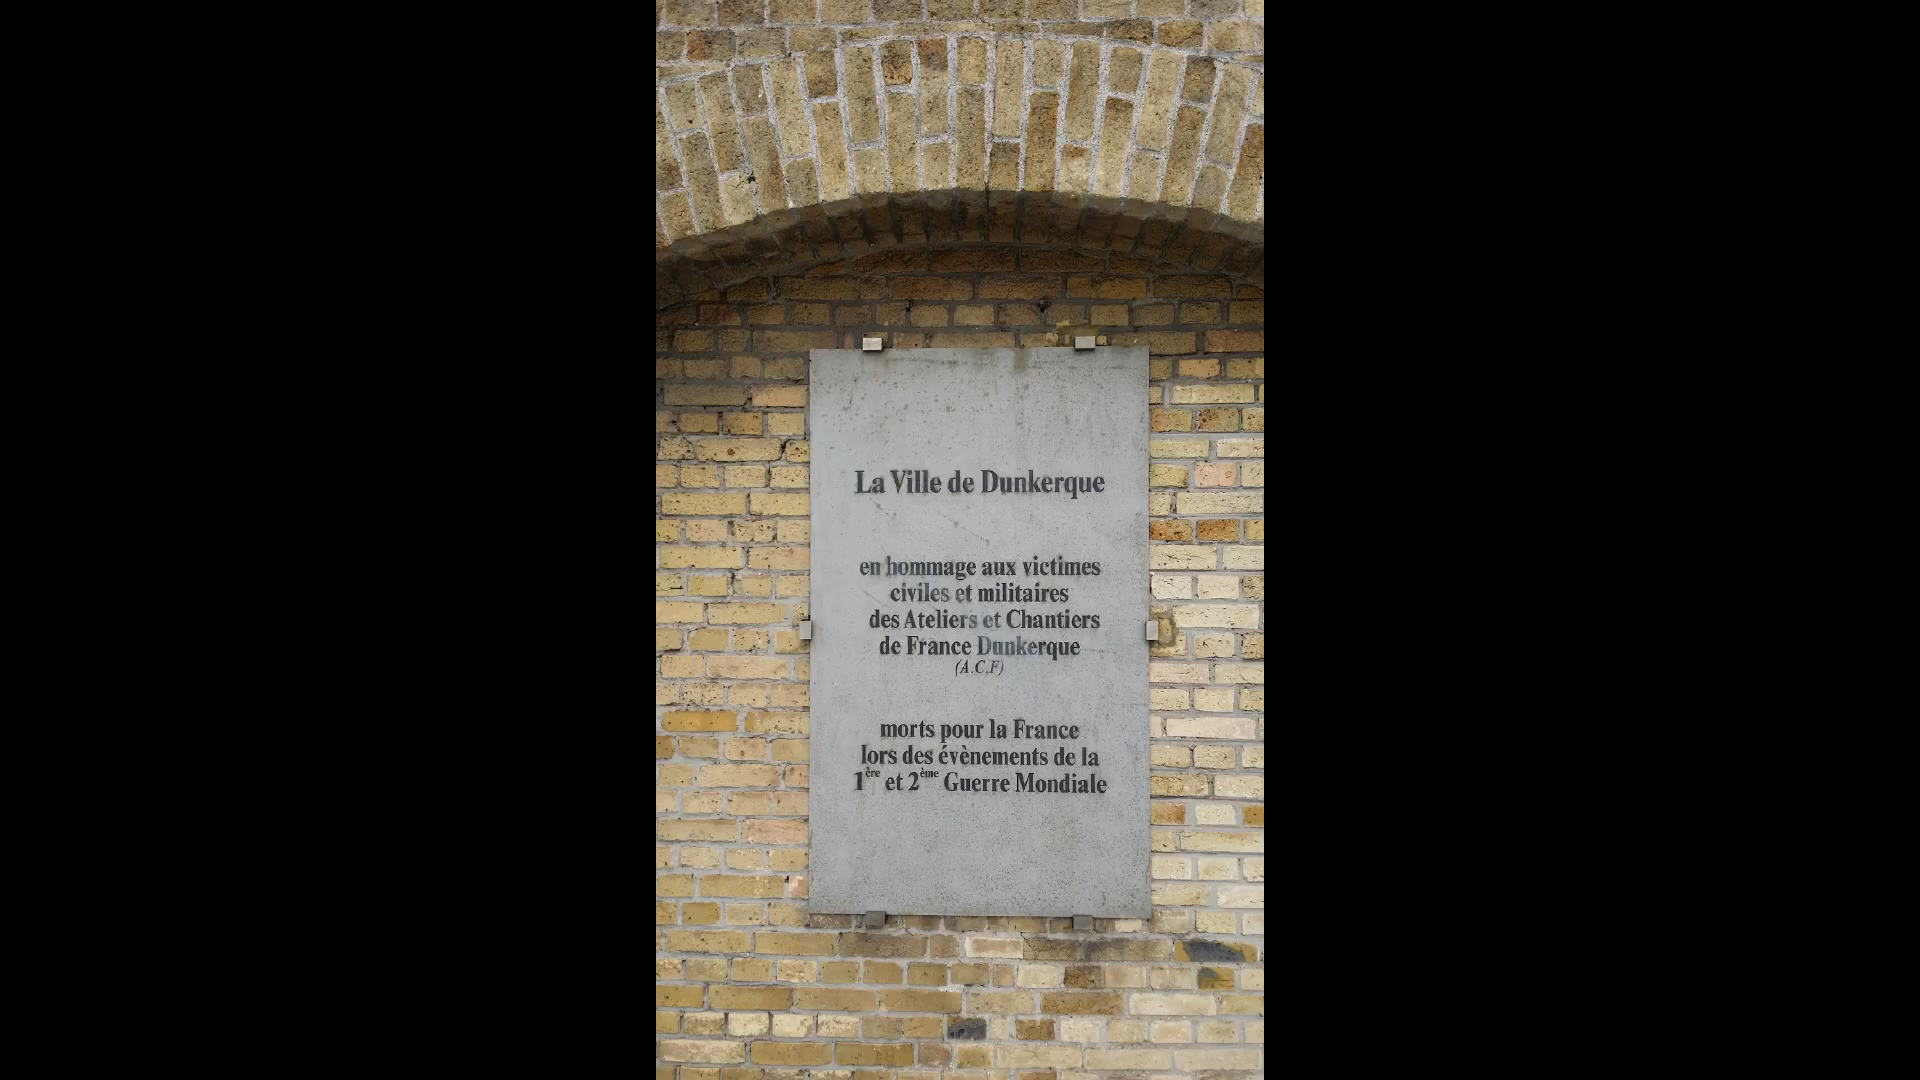 La Ville de Dunkerque
en hommage aux victimes
civiles et militaires
des Ateliers et Chantiers
de France Dunkerque
(A.C.F)
morts pour la France
lors des évènements de la
1ère et 2ème Guerre Mondiale